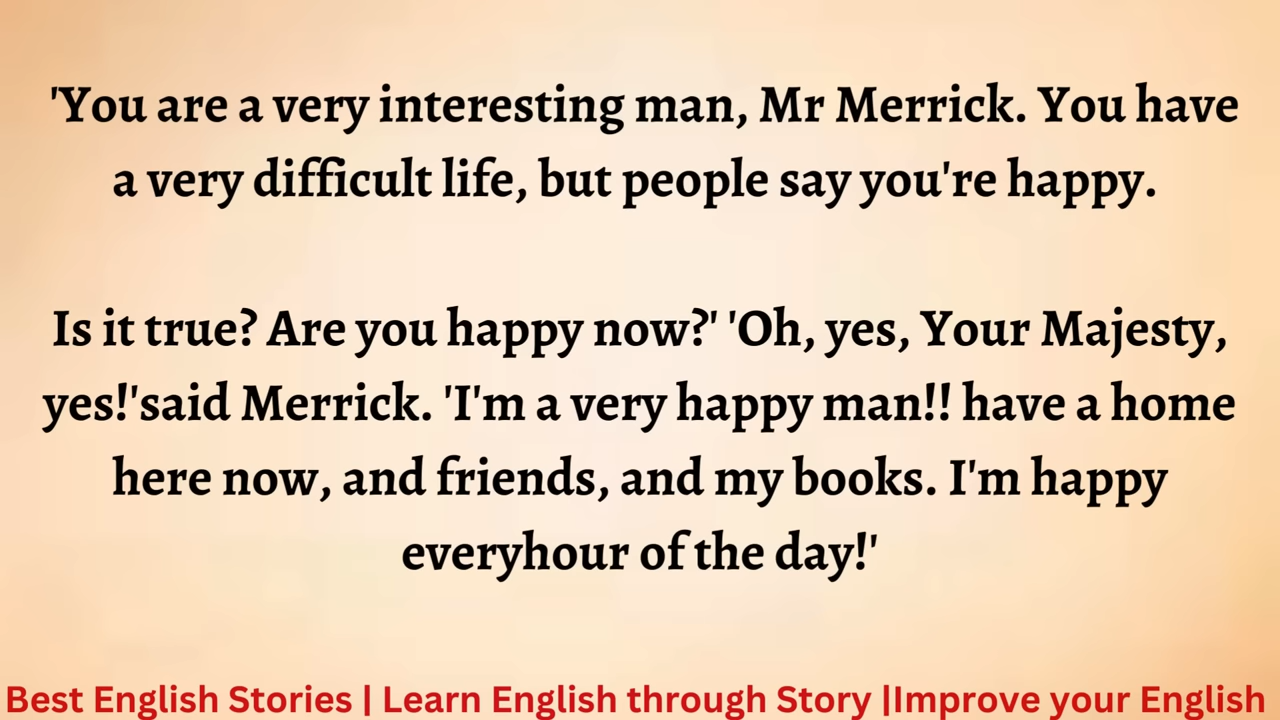 'You are a very interesting man, Mr Merrick. You have
a very difficult life, but people say you're happy.
Is it true? Are you happy now?' 'Oh, yes, Your Majesty,
yes!'said Merrick. 'I'm a very happy man!! have a home
here now, and friends, and my books. I'm happy
everyhour of the day!'
Best English Stories | Learn English through Story |Improve your English